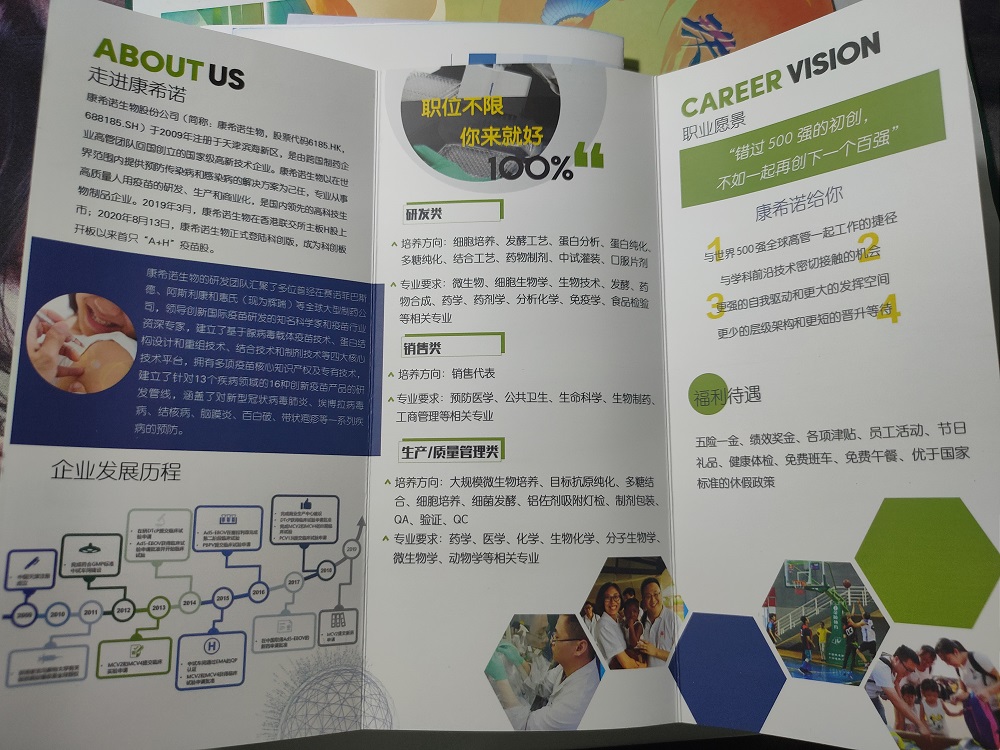 ABOUT US
走进康希诺
康希诺生物股份公司（简称：康希诺生物，股票代码6185.HK，
688185.SH）于2009年注册于天津滨海新区，是由跨国制药企
业高管团队回国创立的国家级高新技术企业。康希诺生物以在世
界范围内提供预防传染病和感染病的解决方案为己任，专业从事
高质量人用疫苗的研发、生产和商业化，是国内领先的高科技生
物制品企业。2019年3月，康希诺生物在香港联交所主板H股上
市；2020年8月13日，康希诺生物正式登陆科创版，成为科创板
开板以来首只“A+H”疫苗股。
康希诺生物的研发团队汇聚了多位曾经在赛诺菲巴斯
德、阿斯利康和惠氏（现为辉瑞）等全球大型制药公
司，领导创新国际疫苗研发的知名科学家和疫苗行业
资深专家，建立了基于腺病毒载体疫苗技术、蛋白结
构设计和重组技术、结合技术和制剂技术等四大核心
技术平台，拥有多项疫苗核心知识产权及专有技术，
建立了针对13个疾病领域的16种创新疫苗产品的研
发管线，涵盖了对新型冠状病毒肺炎、埃博拉病毒
病、结核病、脑膜炎、百白破、带状疱疹等一系列疾
病的预防。
企业发展历程
2009
2010
2011
2012
2013
2014
2015
2016
2017
2018
2019
职位不限
你来就好
100%
研发类
培养方向：细胞培养、发酵工艺、蛋白分析、蛋白纯化、
多糖纯化、结合工艺、药物制剂、中试灌装、口服片剂
专业要求：微生物、细胞生物学、生物技术、发酵、药
物合成、药学、药剂学、分析化学、免疫学、食品检验
等相关专业
销售类
培养方向：销售代表
专业要求：预防医学、公共卫生、生命科学、生物制药、
工商管理等相关专业
生产/质量管理类
培养方向：大规模微生物培养、目标抗原纯化、多糖结
合、细胞培养、细菌发酵、铝佐剂吸附灯检、制剂包装、
QA、验证、QC
专业要求：药学、医学、化学、生物化学、分子生物学、
微生物学、动物学等相关专业
CAREER VISION
职业愿景
“错过 500 强的初创，
不如一起再创下一个百强”
康希诺给你
1
与世界500强全球高管一起工作的捷径
2
与学科前沿技术密切接触的机会
3
更强的自我驱动和更大的发挥空间
4
更少的层级架构和更短的晋升等待
福利待遇
五险一金、绩效奖金、各项津贴、员工活动、节日
礼品、健康体检、免费班车、免费午餐、优于国家
标准的休假政策